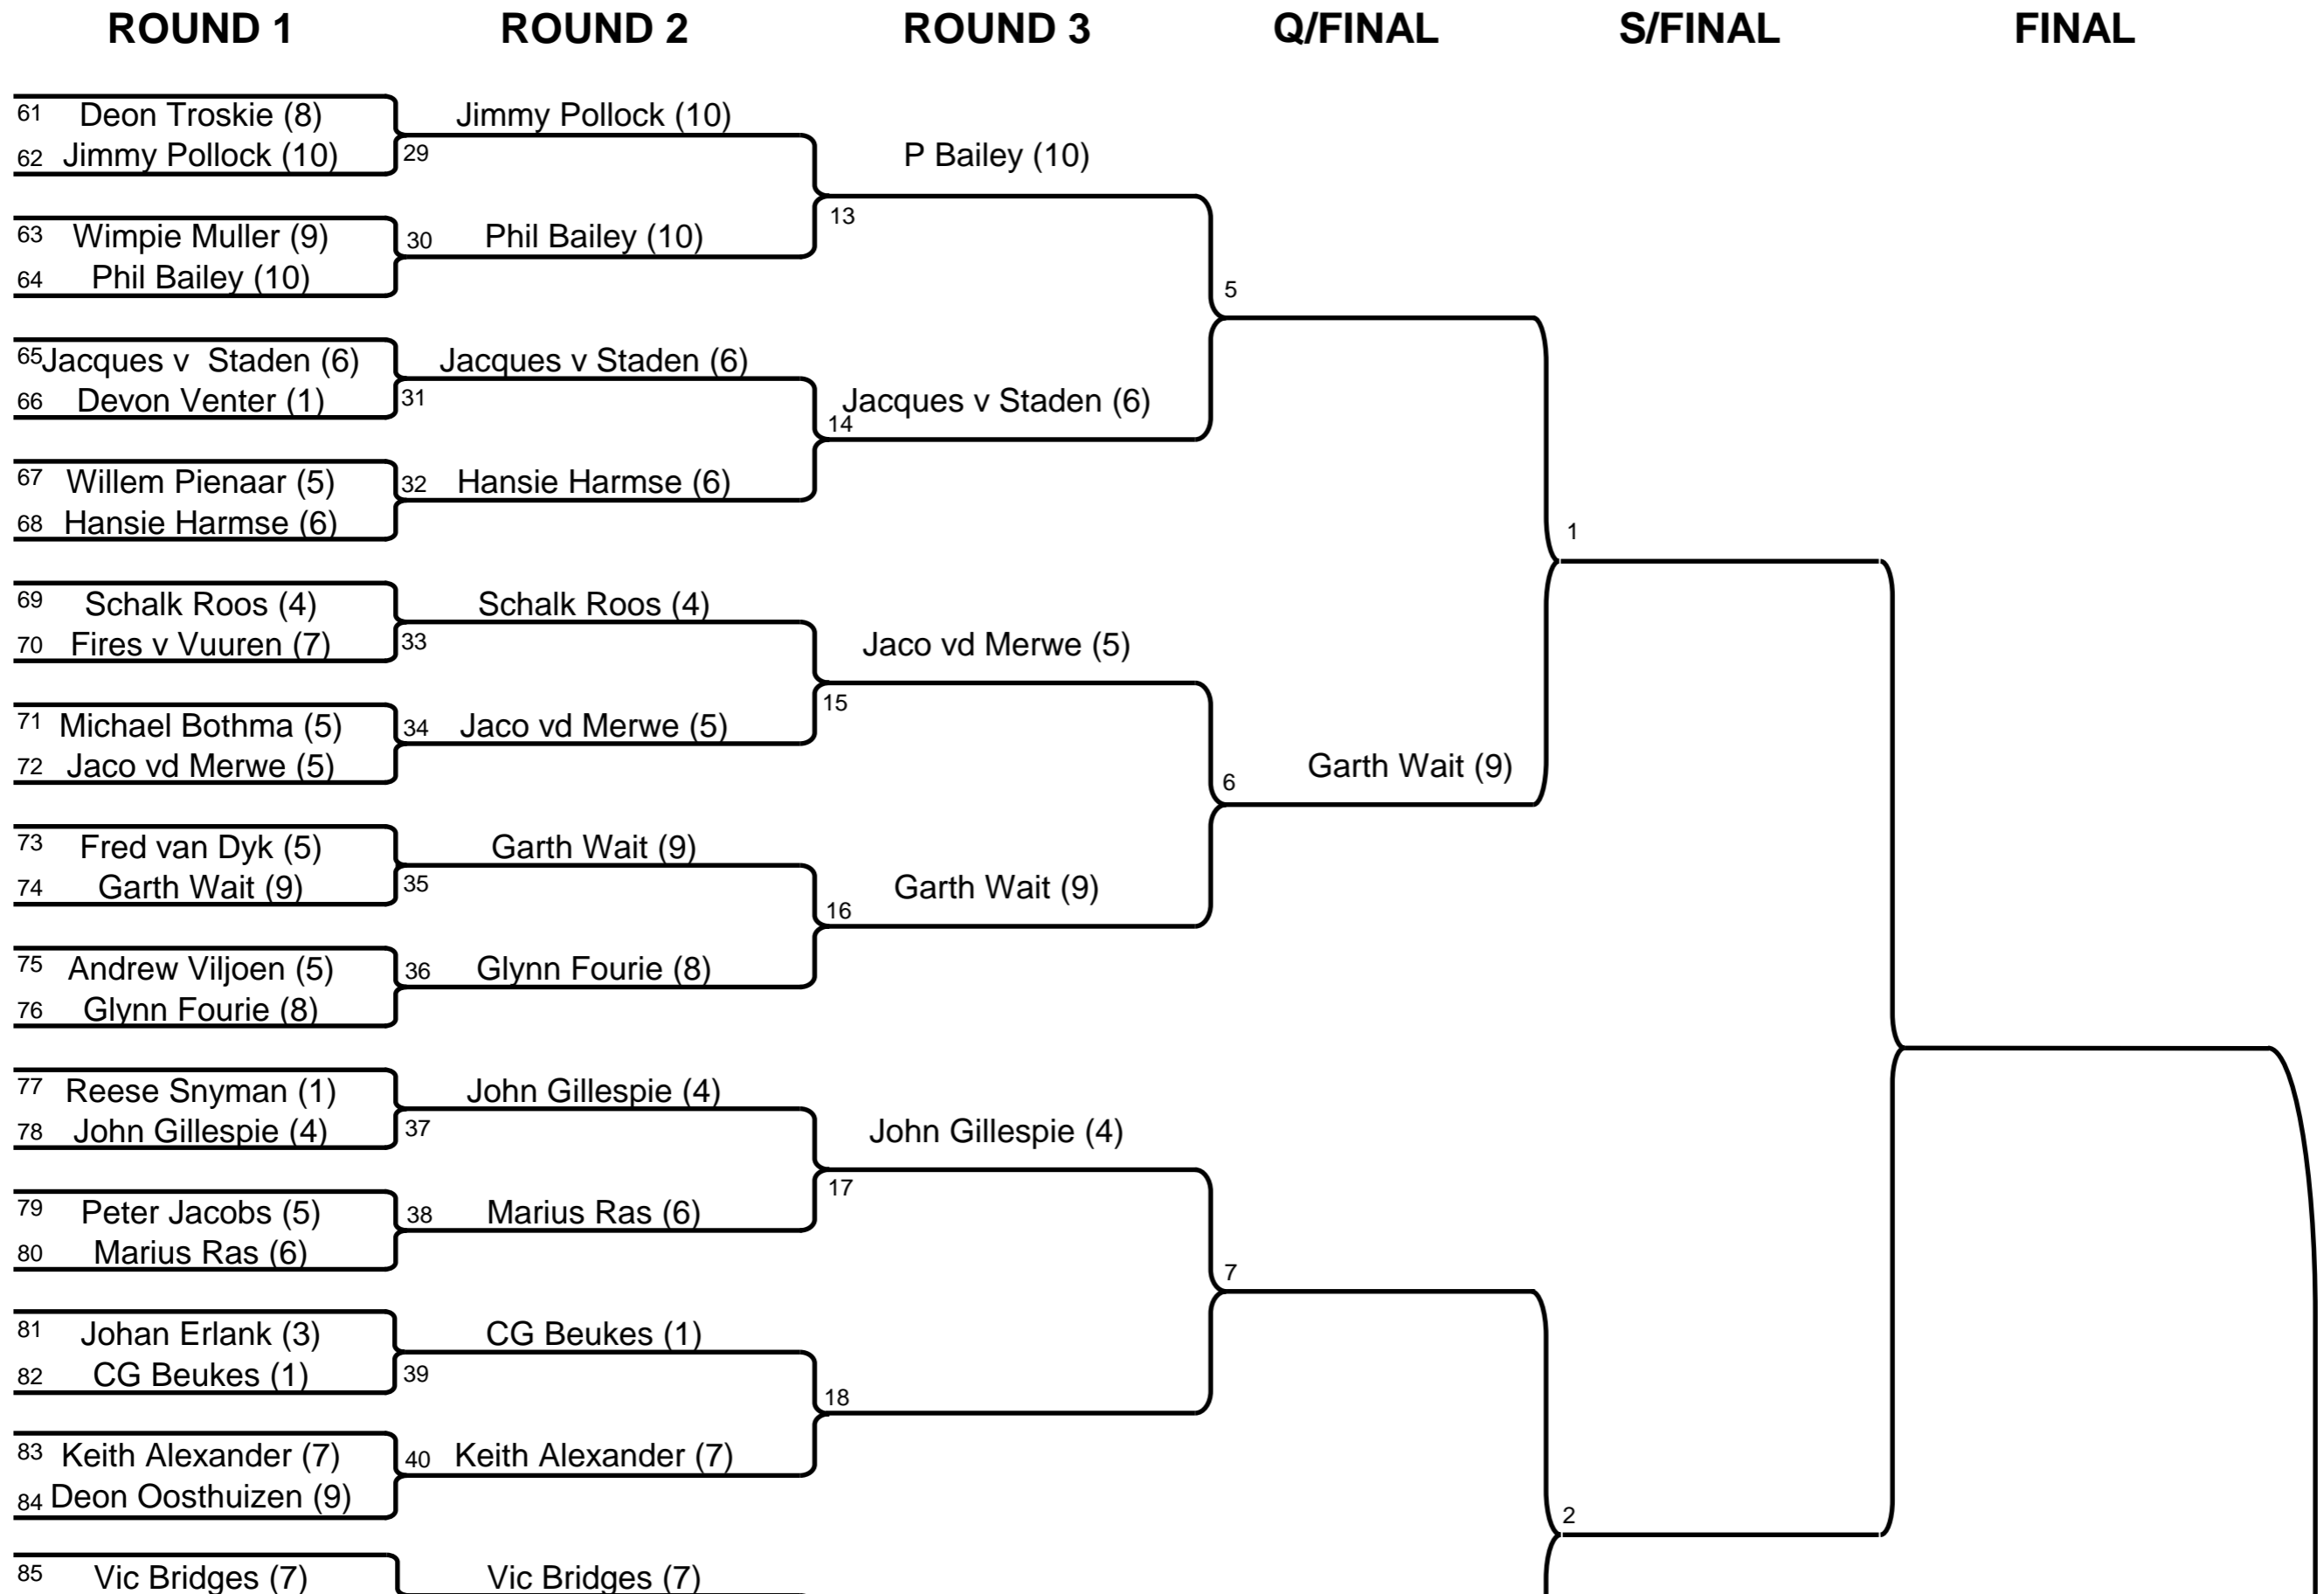 ROUND 1 ROUND 2 ROUND 3 Q/FINAL S/FINAL FINAL
61 Deon Troskie (8) Jimmy Pollock (10)
62 Jimmy Pollock (10) 29 P Bailey (10)
13
63 Wimpie Muller (9) 30 Phil Bailey (10)
64 Phil Bailey (10)
5
65 Jacques v  Staden (6) Jacques v Staden (6)
66 Devon Venter (1) 31 Jacques v Staden (6)
14
67 Willem Pienaar (5) 32 Hansie Harmse (6)
68 Hansie Harmse (6)
1
69 Schalk Roos (4) Schalk Roos (4)
70 Fires v Vuuren (7) 33 Jaco vd Merwe (5)
15
71 Michael Bothma (5) 34 Jaco vd Merwe (5)
72 Jaco vd Merwe (5) 6 Garth Wait (9)
73 Fred van Dyk (5) Garth Wait (9)
74 Garth Wait (9) 35 Garth Wait (9)
16
75 Andrew Viljoen (5) 36 Glynn Fourie (8)
76 Glynn Fourie (8)
77 Reese Snyman (1) John Gillespie (4)
78 John Gillespie (4) 37 John Gillespie (4)
17
79 Peter Jacobs (5) 38 Marius Ras (6)
80 Marius Ras (6)
7
81 Johan Erlank (3) CG Beukes (1)
82 CG Beukes (1) 39
18
83 Keith Alexander (7) 40 Keith Alexander (7)
84 Deon Oosthuizen (9)
2
85 Vic Bridges (7) Vic Bridges (7)